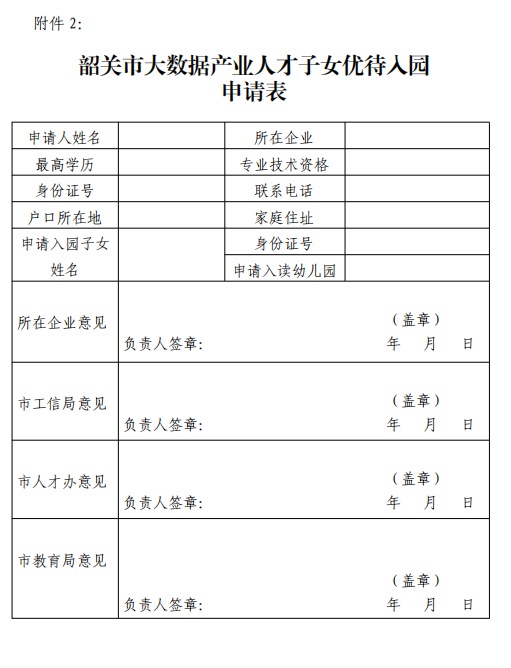 附件 2：
韶关市大数据产业人才子女优待入园
申请表
申请人姓名 所在企业
最高学历 专业技术资格
身份证号 联系电话
户口所在地 家庭住址
申请入园子女
姓名
身份证号
申请入读幼儿园
所在企业意见
（盖章）
负责人签章： 年 月 日
市工信局意见
（盖章）
负责人签章： 年 月 日
市人才办意见
（盖章）
负责人签章： 年 月 日
市教育局意见
（盖章）
负责人签章： 年 月 日